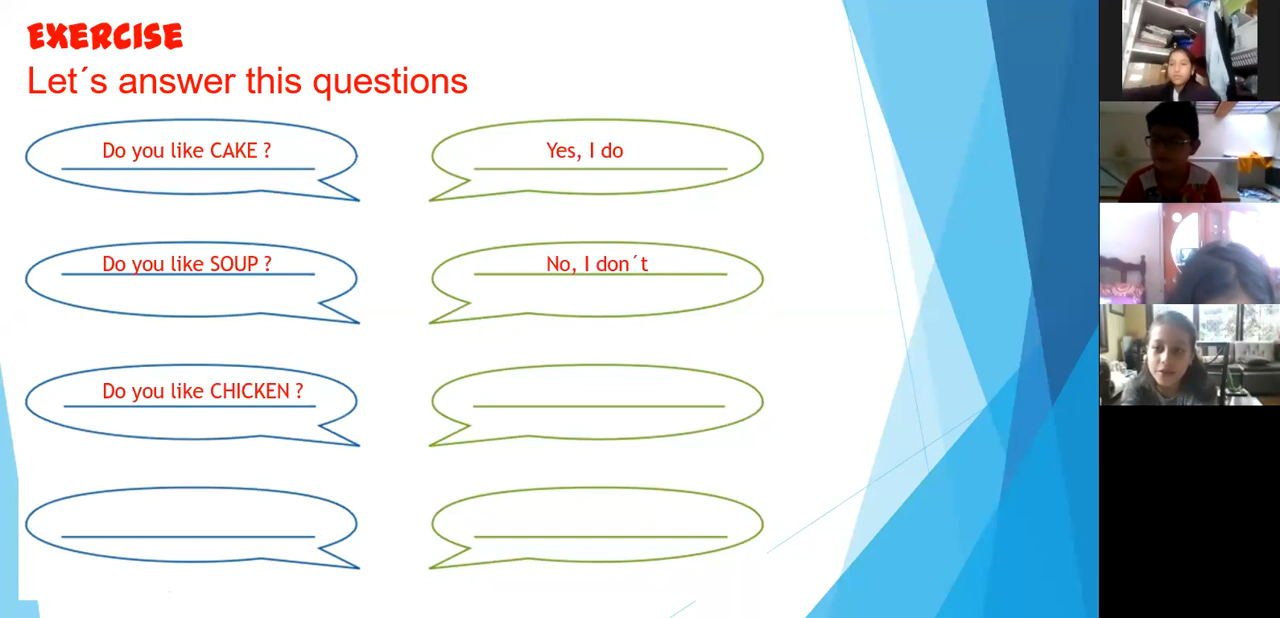 EXERCISE
Let´s answer this questions
Do you like CAKE ?
Yes, I do
Do you like SOUP ?
No, I don´t
Do you like CHICKEN ?